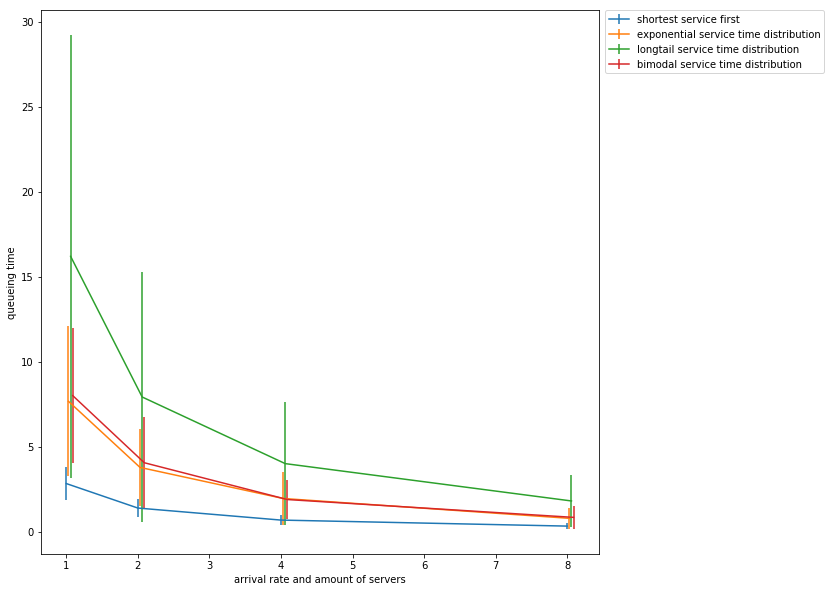 shortest service first
exponential service time distribution
longtail service time distribution
bimodal service time distribution
30
25
20
15
10
5
0
queueing time
1 2 3 4 5 6 7 8
arrival rate and amount of servers